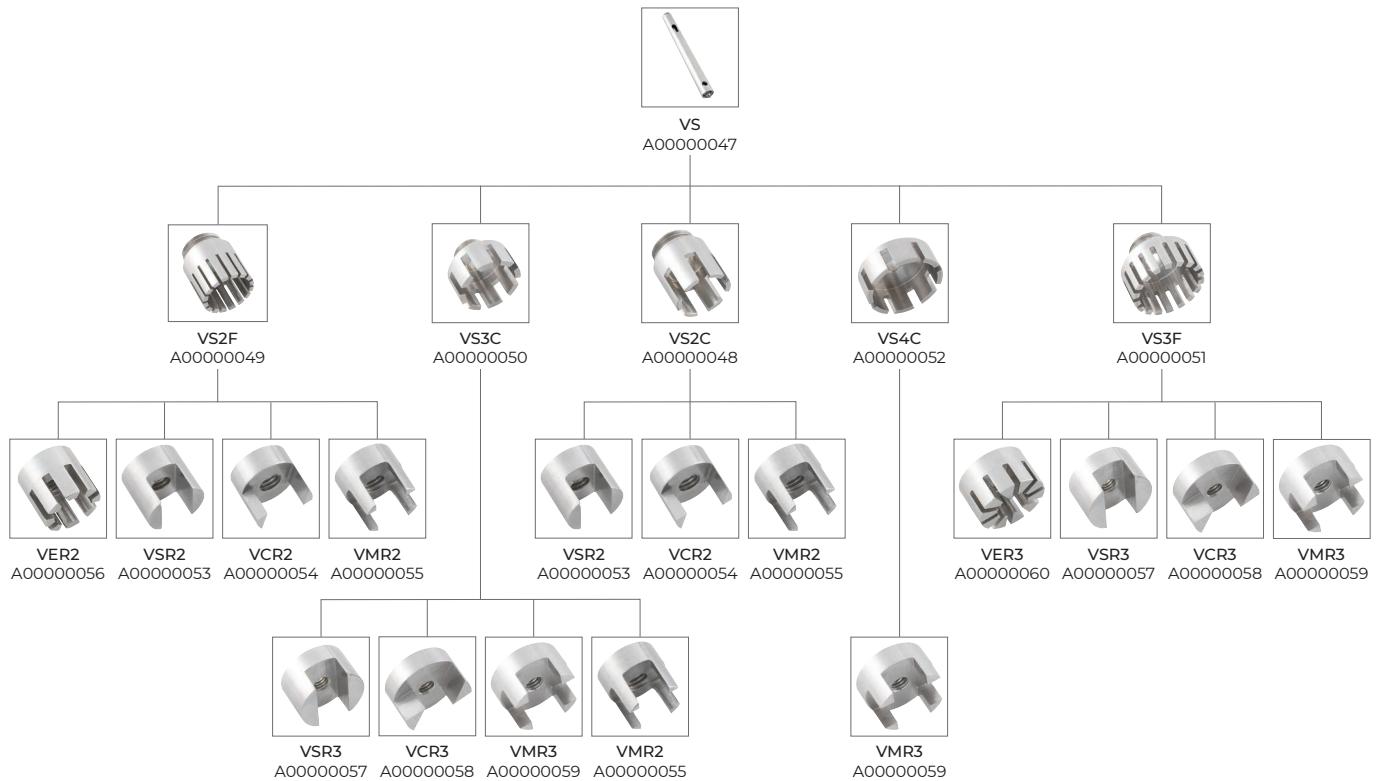 VS
A00000047
VS2F
A00000049
VS3C
A00000050
VS2C
A00000048
VS4C
A00000052
VS3F
A00000051
VER2
A00000056
VSR2
A00000053
VCR2
A00000054
VMR2
A00000055
VSR2
A00000053
VCR2
A00000054
VMR2
A00000055
VER3
A00000060
VSR3
A00000057
VCR3
A00000058
VMR3
A00000059
VSR3
A00000057
VCR3
A00000058
VMR3
A00000059
VMR2
A00000055
VMR3
A00000059